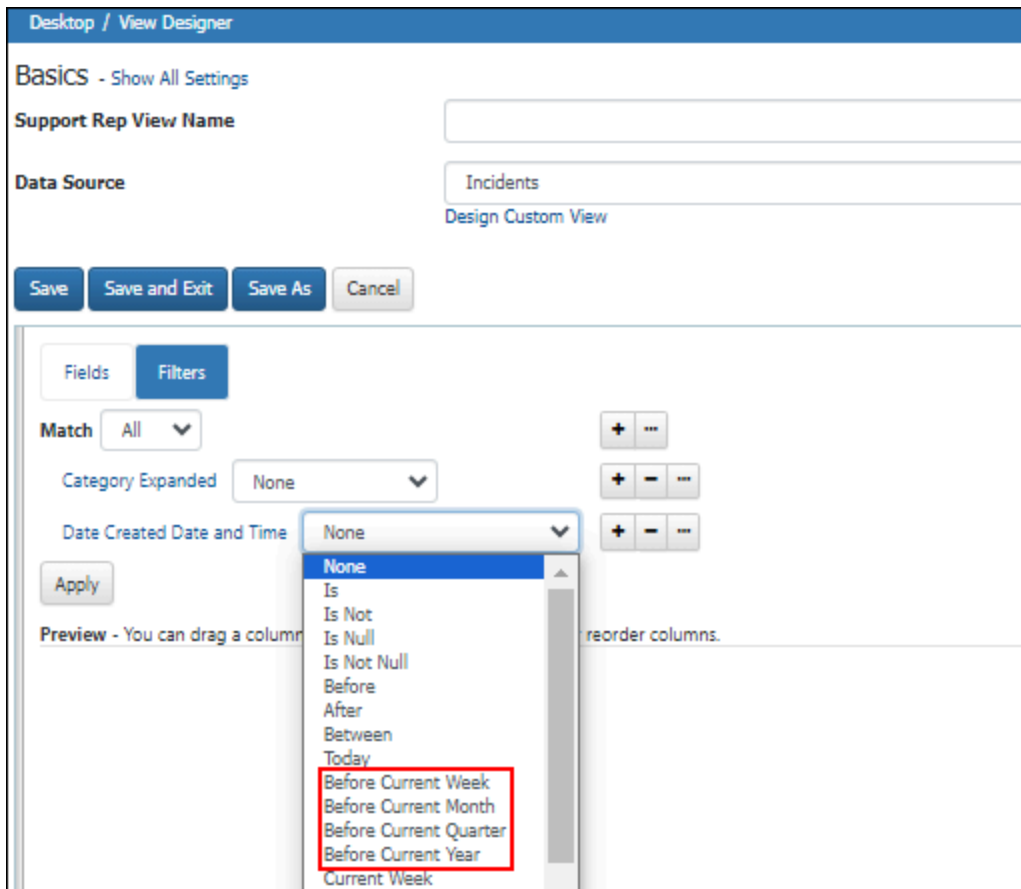 Desktop / View Designer
Basics - Show All Settings
Support Rep View Name
Data Source
Incidents
Design Custom View
Save Save and Exit Save As Cancel
Fields Filters
Match All
Category Expanded None
Date Created Date and Time None
Apply
None
Is
Is Not
Preview - You can drag a column reorder columns.
Is Null
Is Not Null
Before
After
Between
Today
Before Current Week
Before Current Month
Before Current Quarter
Before Current Year
Current Week